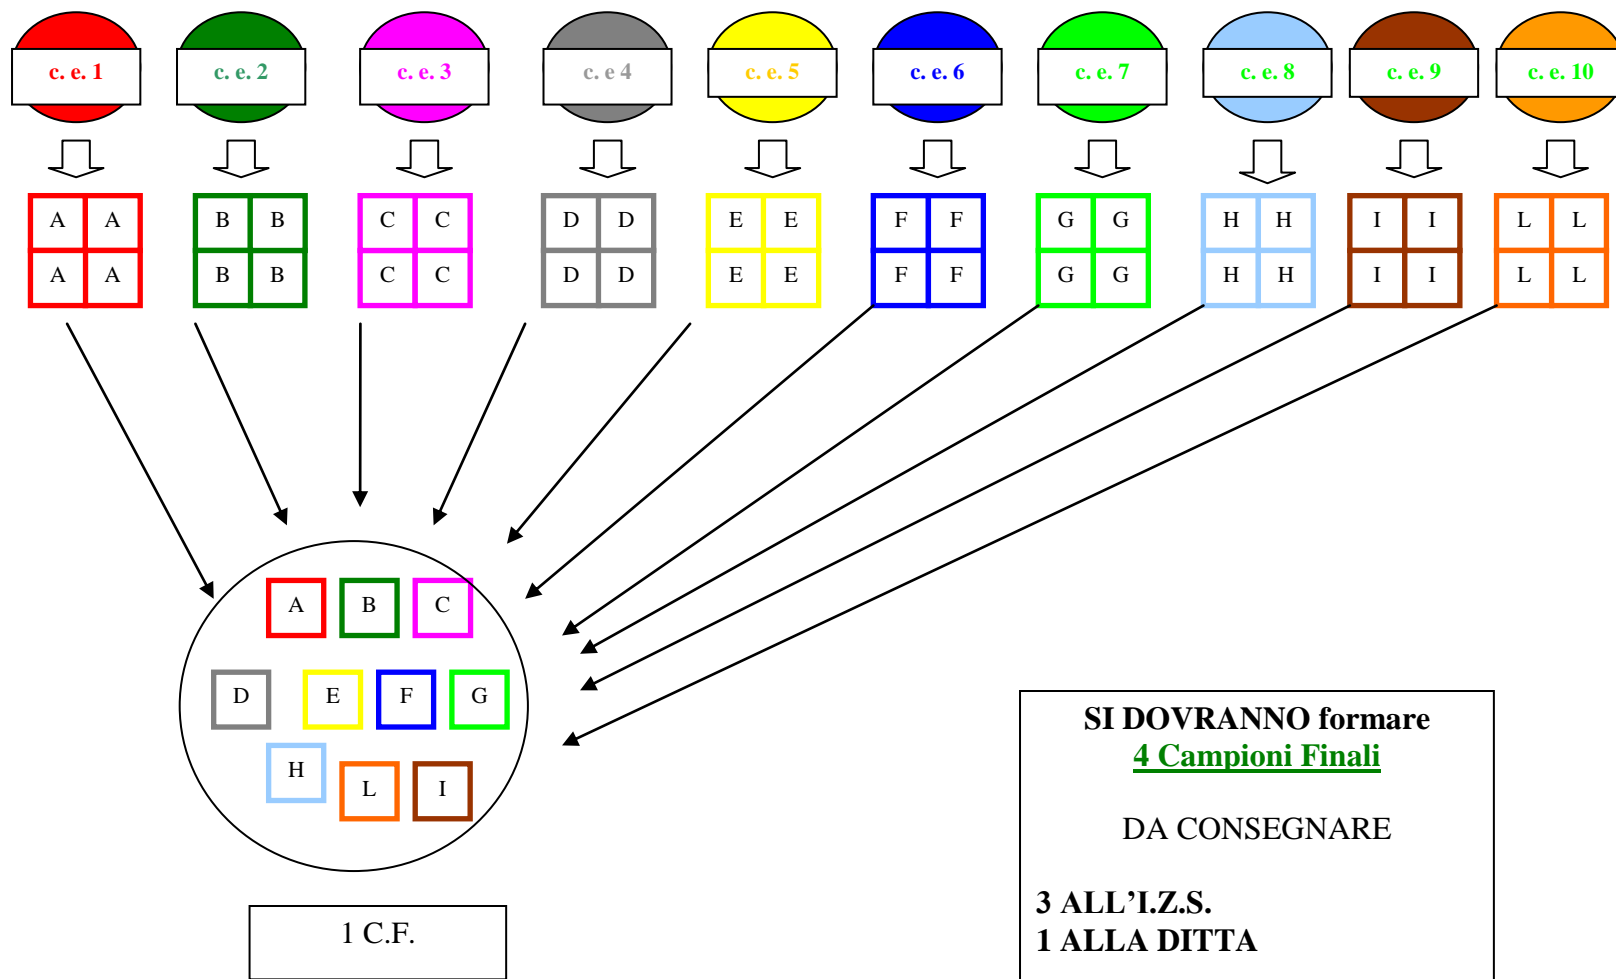 c. e. 1 c. e. 2 c. e. 3 c. e 4 c. e. 5 c. e. 6 c. e. 7 c. e. 8 c. e. 9 c. e. 10
A A B B C C D D E E F F G G H H I I L L
A A B B C C D D E E F F G G H H I I L L
A B C
D E F G
H L I
1 C.F.
SI DOVRANNO formare
4 Campioni Finali
DA CONSEGNARE
3 ALL'I.Z.S.
1 ALLA DITTA